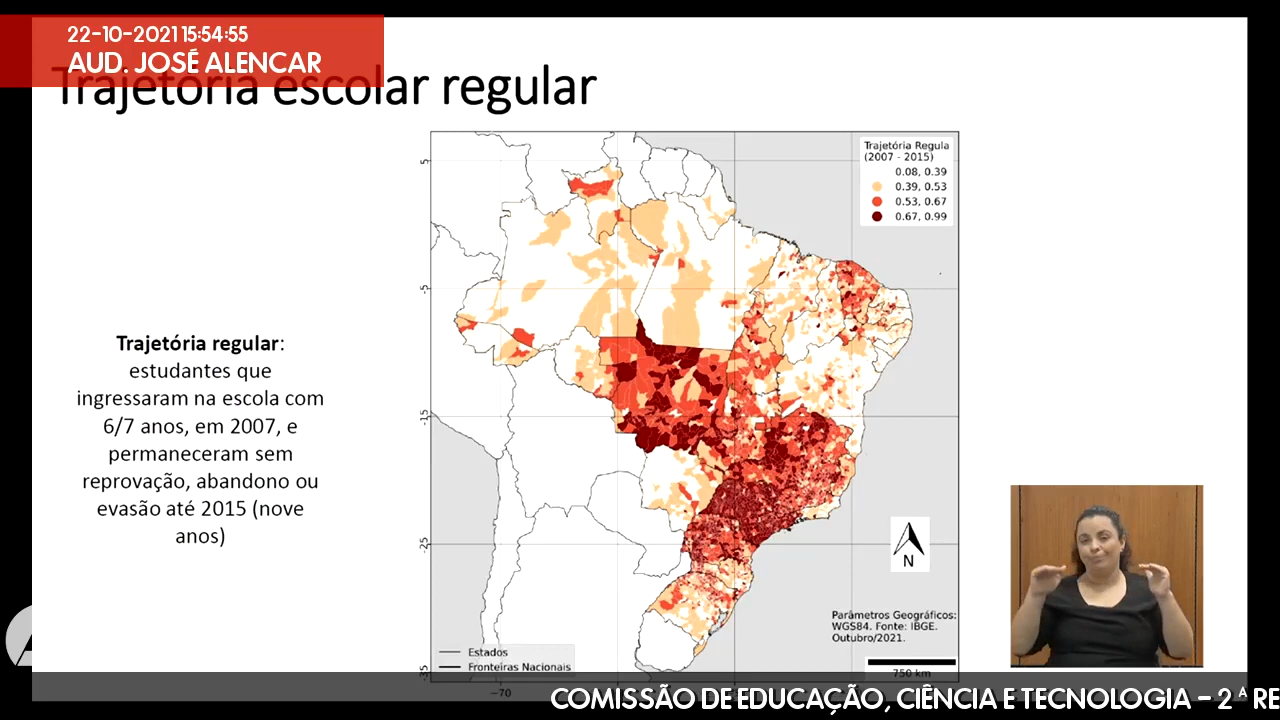 22-10-2021 15:54:55
AUD. JOSÉ ALENCAR
Trajetória escolar regular
Trajetória regular:
estudantes que
ingressaram na escola com
6/7 anos, em 2007, e
permaneceram sem
reprovação, abandono ou
evasão até 2015 (nove
anos)
Trajetória Regula
(2007 - 2015)
0.08, 0.39
0.39, 0.53
0.53, 0.67
0.67, 0.99
5
-5
-15
-25
-35
-70
N
Parâmetros Geográficos:
WGS84. Fonte: IBGE.
Outubro/2021.
750 km
Estados
Fronteiras Nacionais
COMISSÃO DE EDUCAÇÃO, CIÊNCIA E TECNOLOGIA - 2ª RE